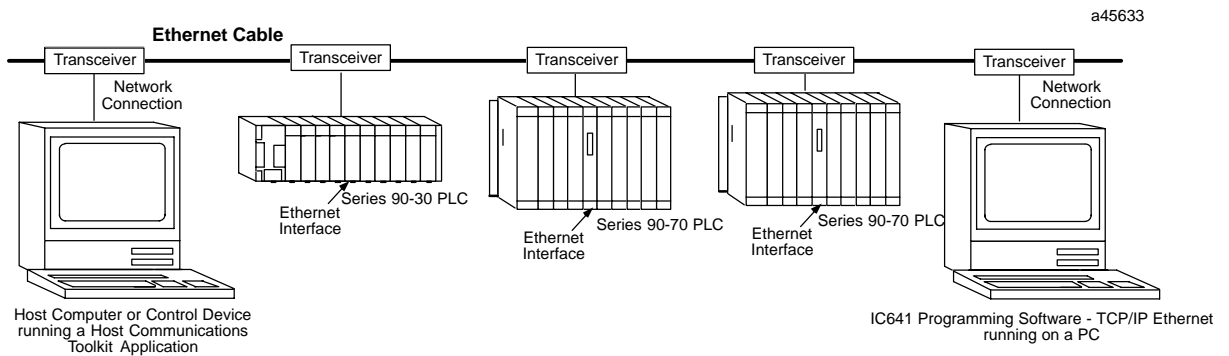 a45633
Ethernet Cable
Transceiver
Transceiver
Transceiver
Transceiver
Transceiver
Network
Connection
Network
Connection
Series 90-30 PLC
Ethernet
Interface
Series 90-70 PLC
Ethernet
Interface
Series 90-70 PLC
Ethernet
Interface
Host Computer or Control Device
running a Host Communications
Toolkit Application
IC641 Programming Software - TCP/IP Ethernet
running on a PC